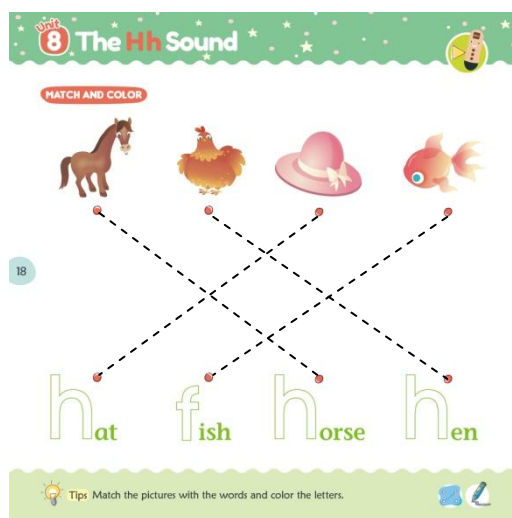 Unit
8 The Hh Sound
MATCH AND COLOR
18
hat fish horse hen
Tips Match the pictures with the words and color the letters.